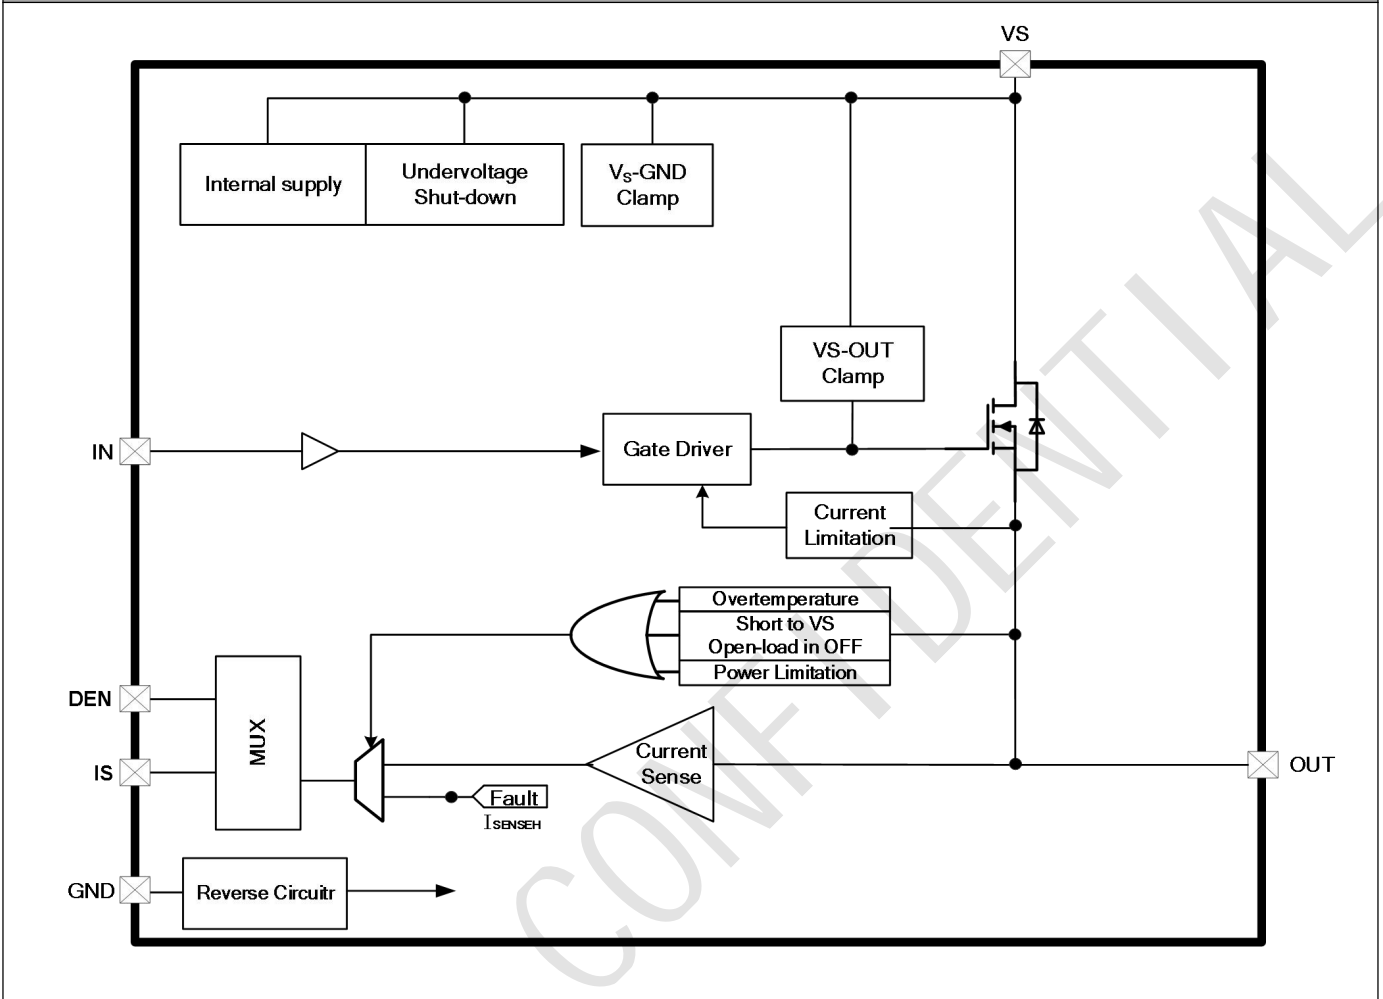 VS
Internal supply
Undervoltage
Shut-down
VS-GND
Clamp
VS-OUT
Clamp
IN
Gate Driver
Current
Limitation
Overtemperature
Short to VS
Open-load in OFF
Power Limitation
DEN
MUX
IS
Current
Sense
OUT
Fault
ISENSEH
GND
Reverse Circuitr
CONFIDENTIAL